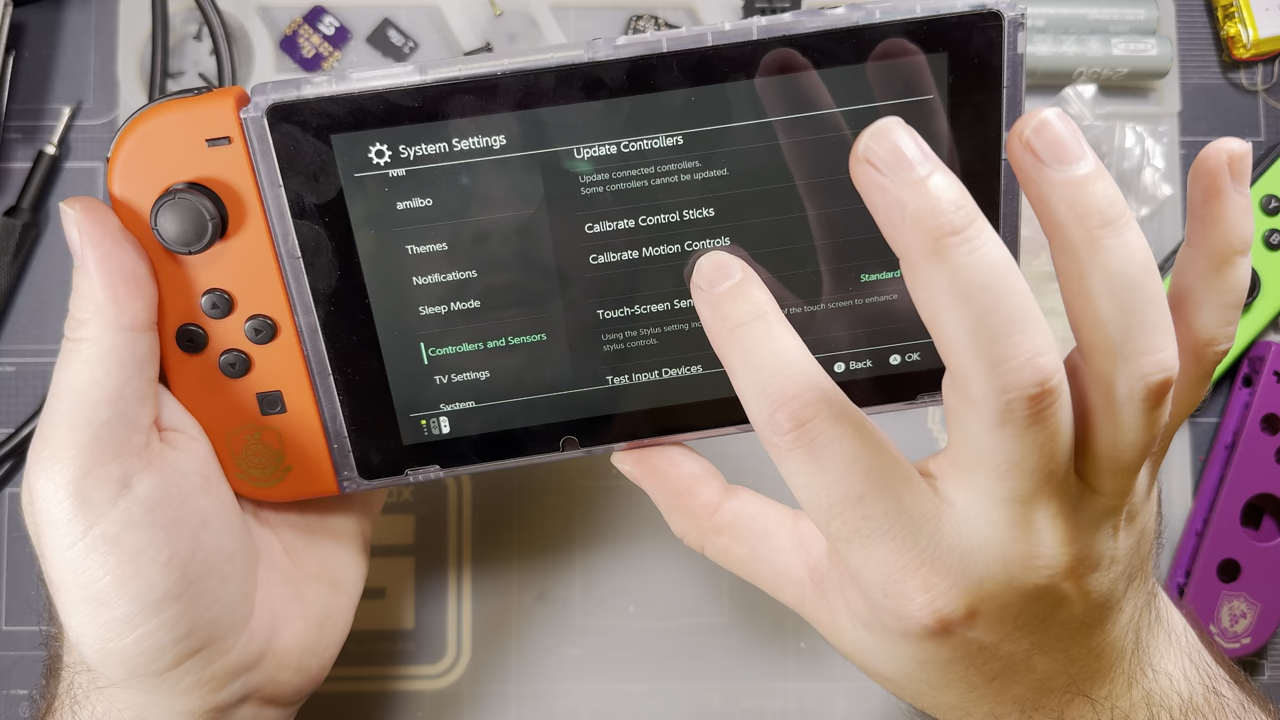 System Settings
Mii
amiibo
Themes
Notifications
Sleep Mode
Controllers and Sensors
TV Settings
System
Update Controllers
Update connected controllers.
Some controllers cannot be updated.
Calibrate Control Sticks
Calibrate Motion Controls
Touch-Screen Sen
Standard
Using the Stylus setting inc of the touch screen to enhance
stylus controls.
Test Input Devices
B Back
A OK
2450